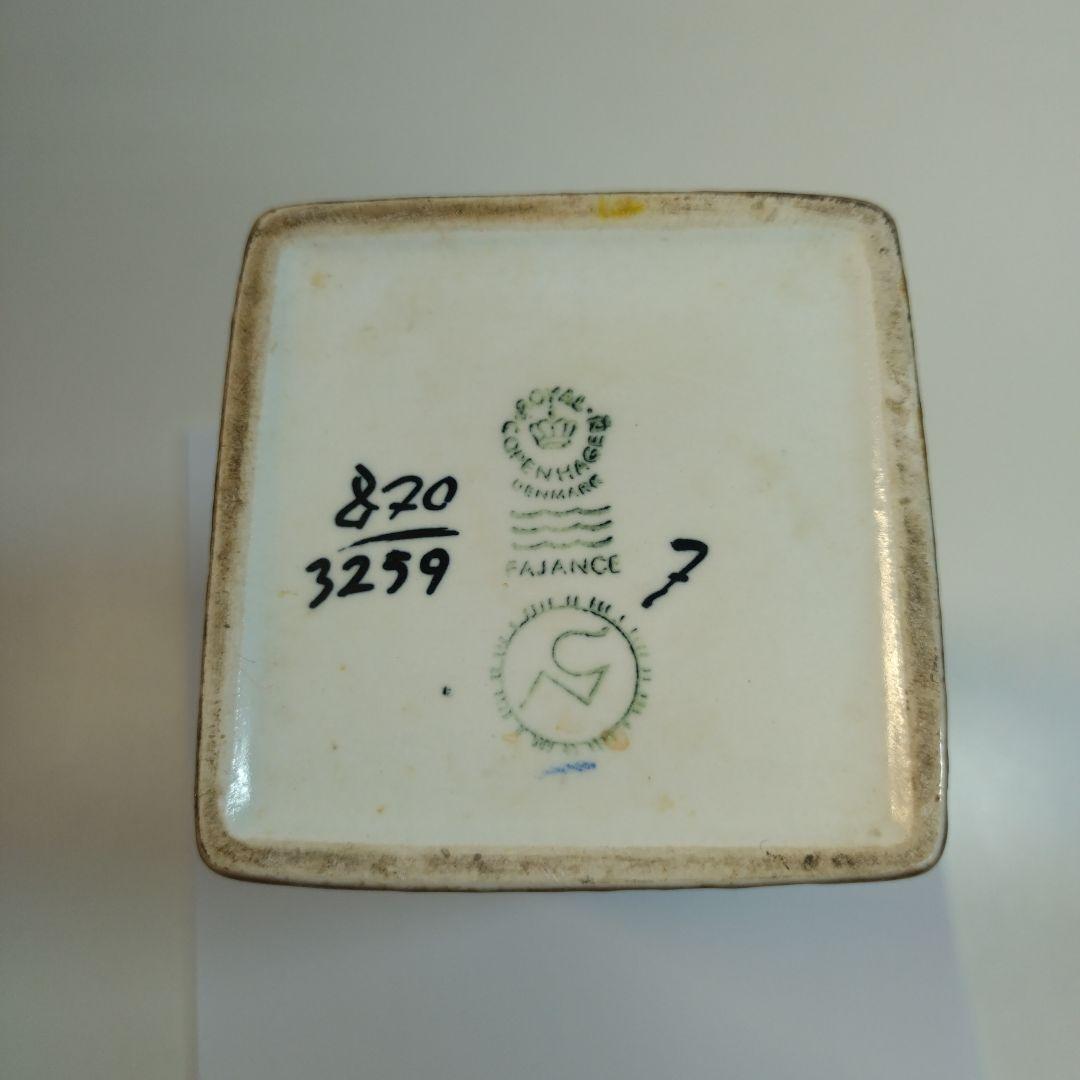 ROYAL
COPENHAGEN
DENMARK
FAJANCE
870
3259
7